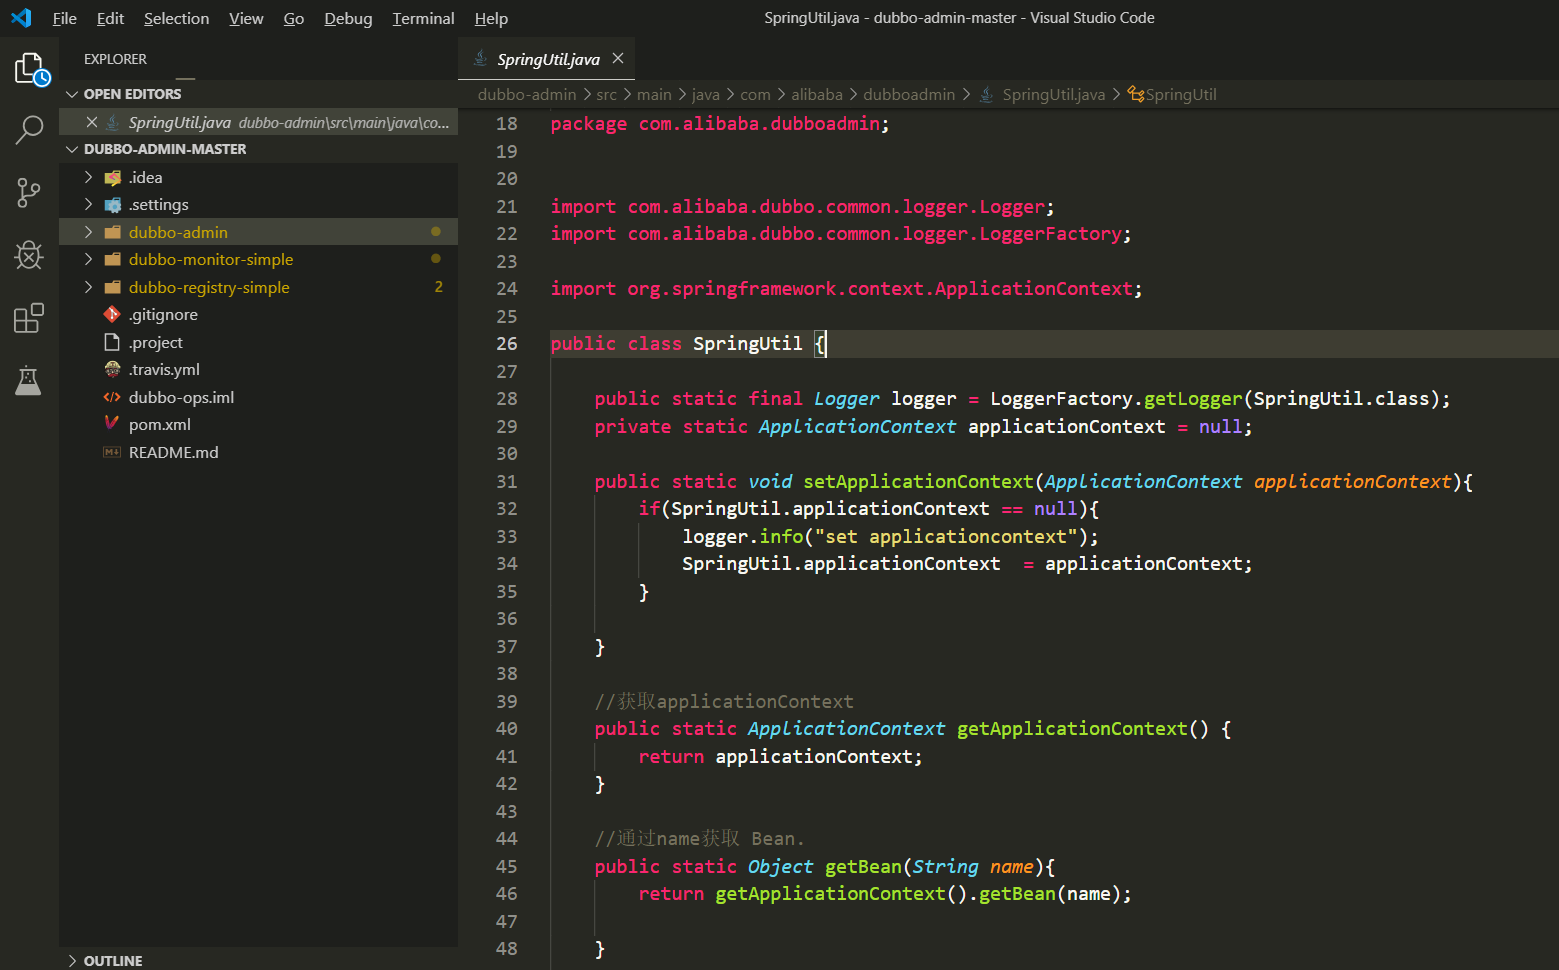 File Edit Selection View Go Debug Terminal Help
SpringUtil.java - dubbo-admin-master - Visual Studio Code
EXPLORER
OPEN EDITORS
SpringUtil.java dubbo-admin\src\main\java\co...
DUBBO-ADMIN-MASTER
.idea
.settings
dubbo-admin
dubbo-monitor-simple
dubbo-registry-simple 2
.gitignore
.project
.travis.yml
dubbo-ops.iml
pom.xml
README.md
OUTLINE
SpringUtil.java
dubbo-admin > src > main > java > com > alibaba > dubboadmin > SpringUtil.java > SpringUtil
18 package com.alibaba.dubboadmin;
19
20
21 import com.alibaba.dubbo.common.logger.Logger;
22 import com.alibaba.dubbo.common.logger.LoggerFactory;
23
24 import org.springframework.context.ApplicationContext;
25
26 public class SpringUtil {
27
28 public static final Logger logger = LoggerFactory.getLogger(SpringUtil.class);
29 private static ApplicationContext applicationContext = null;
30
31 public static void setApplicationContext(ApplicationContext applicationContext){
32 if(SpringUtil.applicationContext == null){
33 logger.info("set applicationcontext");
34 SpringUtil.applicationContext  = applicationContext;
35 }
36
37 }
38
39 //获取applicationContext
40 public static ApplicationContext getApplicationContext() {
41 return applicationContext;
42 }
43
44 //通过name获取 Bean.
45 public static Object getBean(String name){
46 return getApplicationContext().getBean(name);
47
48 }